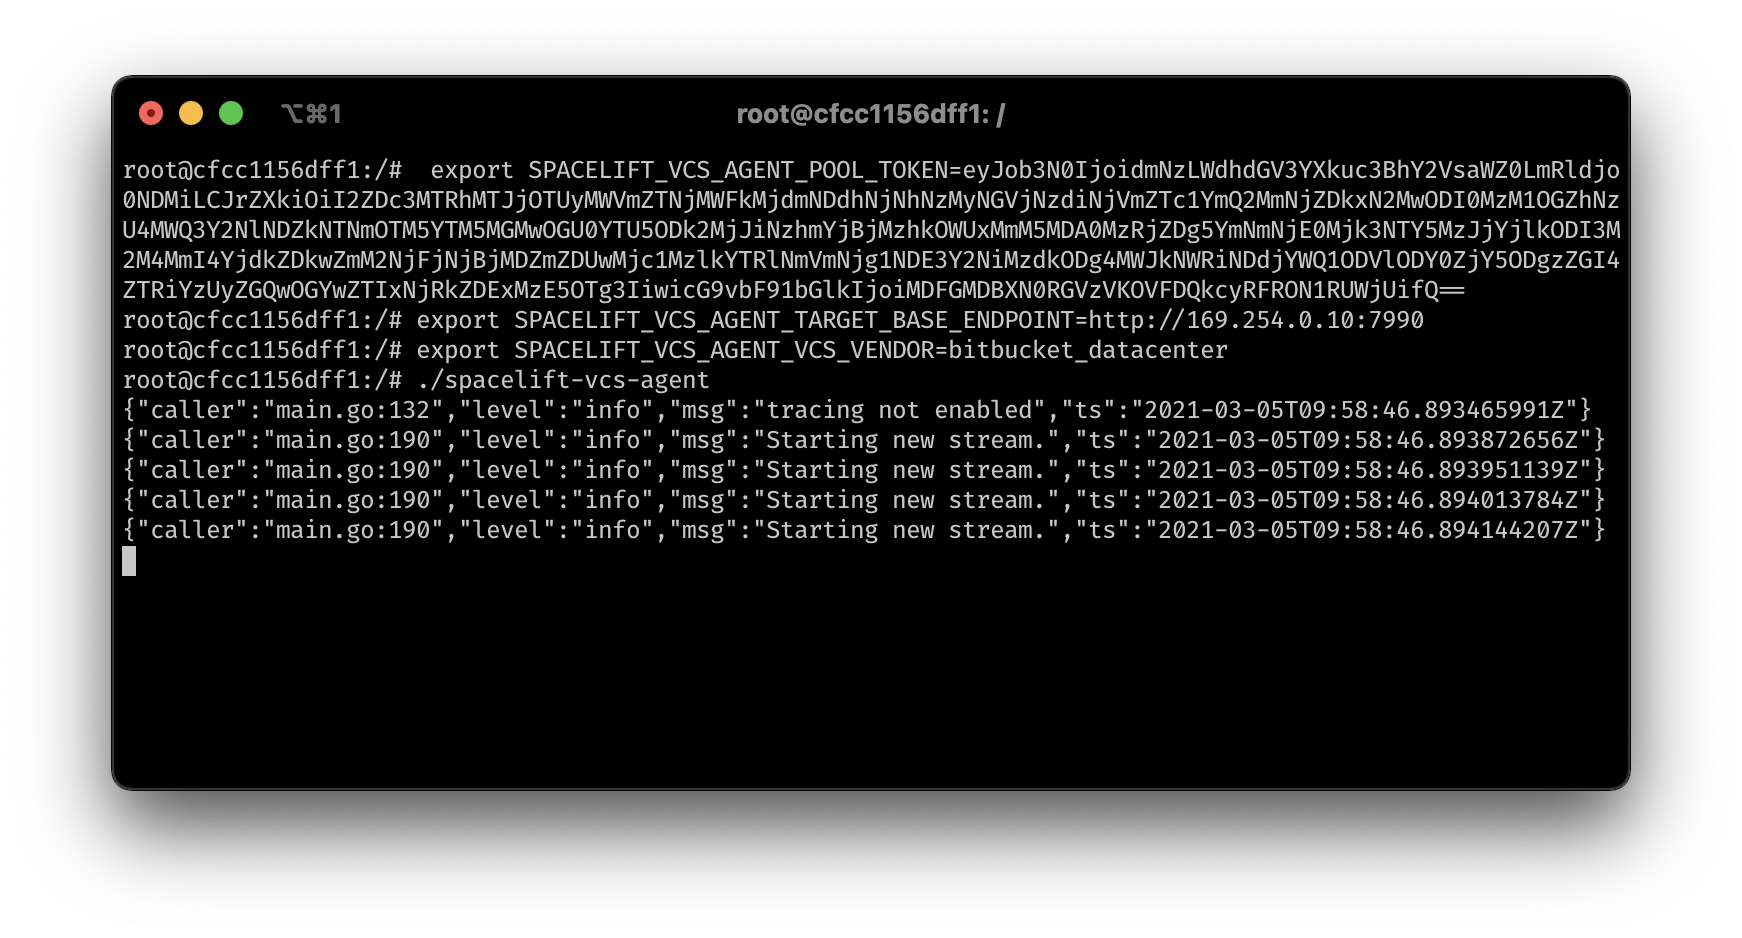 ⌥⌘1
root@cfcc1156dff1: /
root@cfcc1156dff1:/#  export SPACELIFT_VCS_AGENT_POOL_TOKEN=eyJob3N0IjoidmNzLWdhdGV3YXkuc3BhY2VsaWZ0LmRldjo
0NDMiLCJrZXkiOiI2ZDc3MTRhMTJjOTUyMWVmZTNjMWFkMjdmNDdhNjNhNzMyNGVjNzdiNjVmZTc1YmQ2MmNjZDkxN2MwODI0MzM1OGZhNz
U4MWQ3Y2NlNDZkNTNmOTM5YTM5MGMwOGU0YTU5ODk2MjJiNzhmYjBjMzhkOWUxMmM5MDA0MzRjZDg5YmNmNjE0Mjk3NTY5MzJjYjlkODI3M
2M4MmI4YjdkZDkwZmM2NjFjNjBjMDZmZDUwMjc1MzlkYTRlNmVmNjg1NDE3Y2NiMzdkODg4MWJkNWRiNDdjYWQ1ODVlODY0ZjY5ODgzZGI4
ZTRiYzUyZGQwOGYwZTIxNjRkZDExMzE5OTg3IiwicG9vbF91bGlkIjoiMDFGMDBXN0RGVzVKOVFDQkcyRFRON1RUWjUifQ==
root@cfcc1156dff1:/# export SPACELIFT_VCS_AGENT_TARGET_BASE_ENDPOINT=http://169.254.0.10:7990
root@cfcc1156dff1:/# export SPACELIFT_VCS_AGENT_VCS_VENDOR=bitbucket_datacenter
root@cfcc1156dff1:/# ./spacelift-vcs-agent
{"caller":"main.go:132","level":"info","msg":"tracing not enabled","ts":"2021-03-05T09:58:46.893465991Z"}
{"caller":"main.go:190","level":"info","msg":"Starting new stream.","ts":"2021-03-05T09:58:46.893872656Z"}
{"caller":"main.go:190","level":"info","msg":"Starting new stream.","ts":"2021-03-05T09:58:46.893951139Z"}
{"caller":"main.go:190","level":"info","msg":"Starting new stream.","ts":"2021-03-05T09:58:46.894013784Z"}
{"caller":"main.go:190","level":"info","msg":"Starting new stream.","ts":"2021-03-05T09:58:46.894144207Z"}